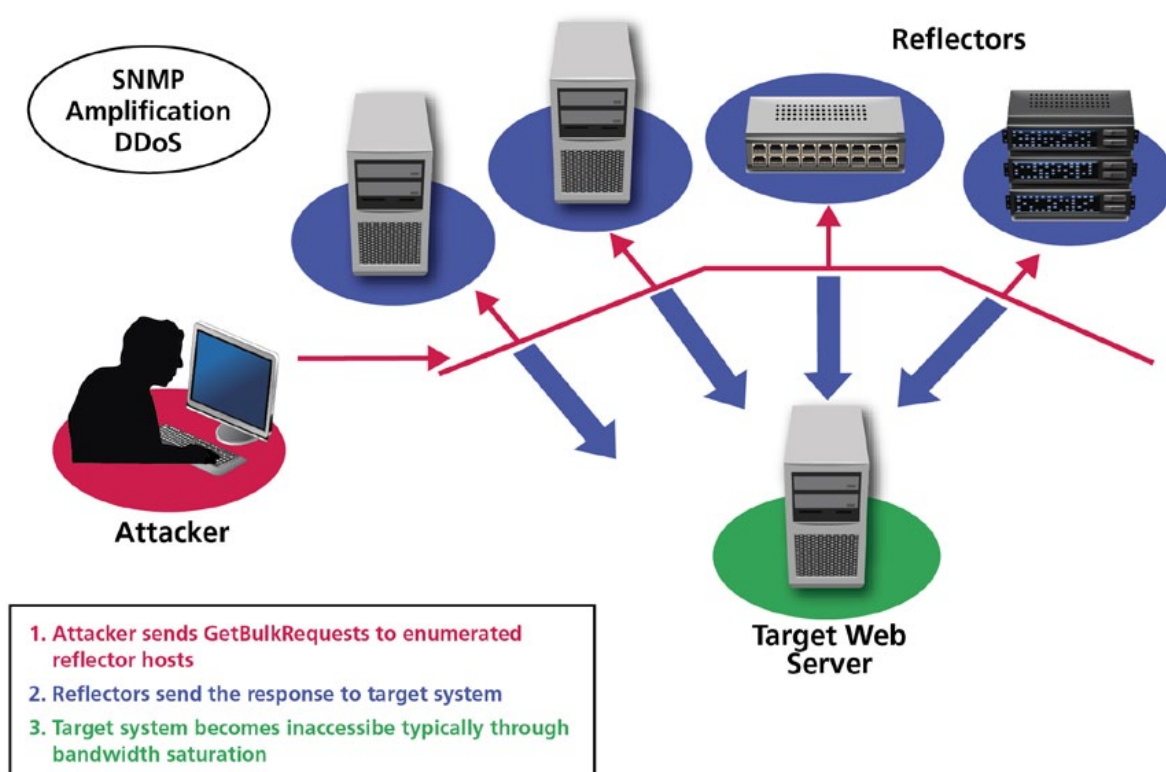 SNMP
Amplification
DDoS
Reflectors
Attacker
Target Web
Server
1. Attacker sends GetBulkRequests to enumerated
reflector hosts
2. Reflectors send the response to target system
3. Target system becomes inaccessibe typically through
bandwidth saturation